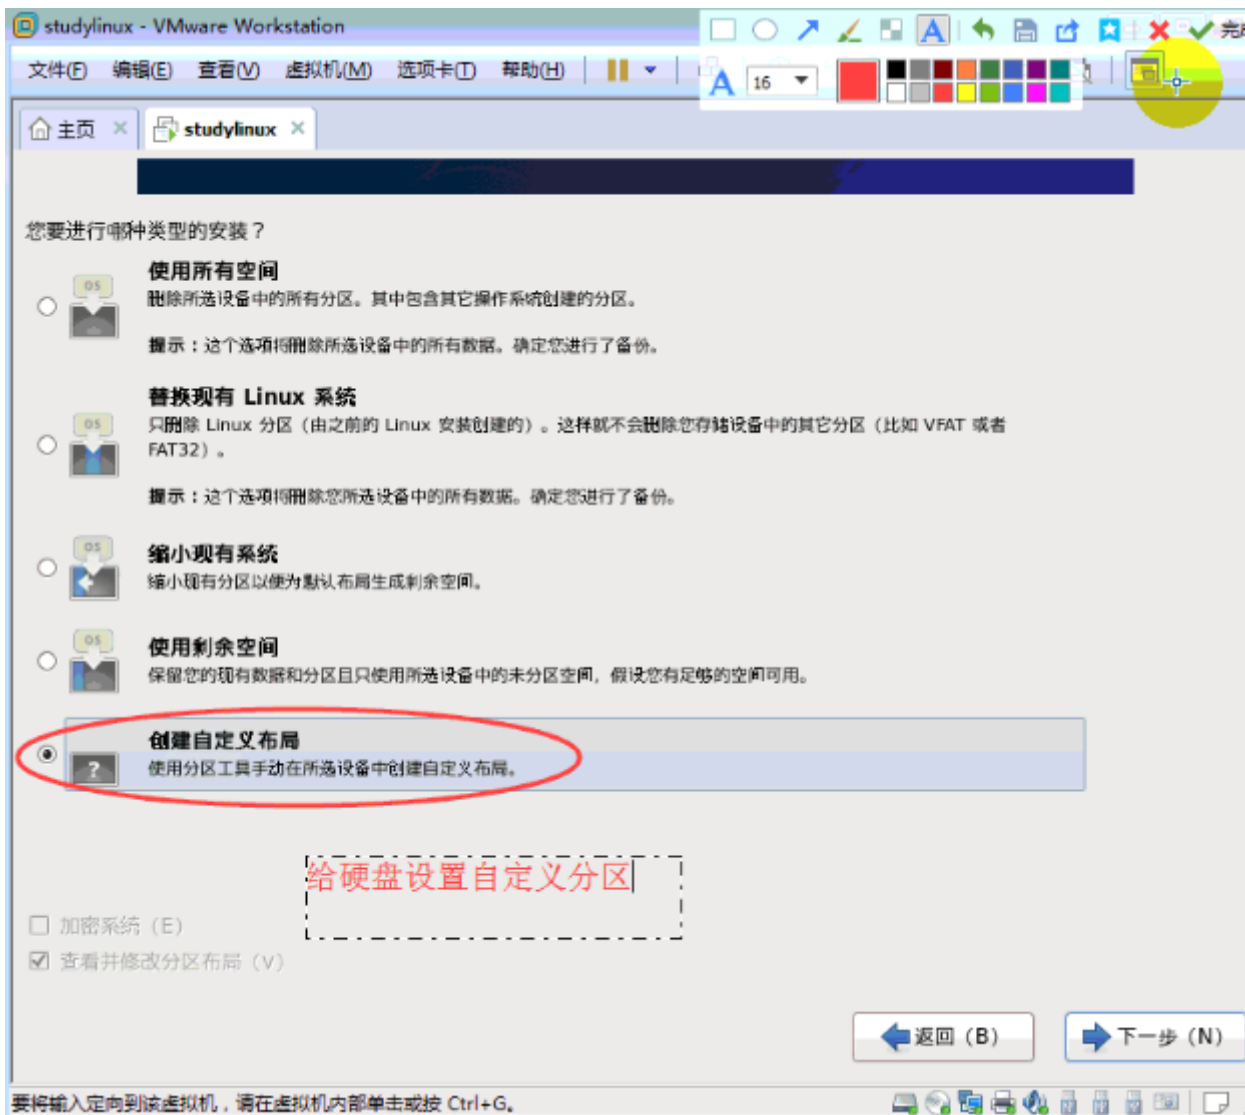 studylinux - VMware Workstation
完
文件(F) 编辑(E) 查看(V) 虚拟机(M) 选项卡(T) 帮助(H)
A 16
主页 studylinux
您要进行哪种类型的安装？
使用所有空间
删除所选设备中的所有分区。其中包含其它操作系统创建的分区。
提示：这个选项将删除所选设备中的所有数据。确定您进行了备份。
替换现有 Linux 系统
只删除 Linux 分区（由之前的 Linux 安装创建的）。这样就不会删除您存储设备中的其它分区（比如 VFAT 或者
FAT32）。
提示：这个选项将删除您所选设备中的所有数据。确定您进行了备份。
缩小现有系统
缩小现有分区以便为默认布局生成剩余空间。
使用剩余空间
保留您的现有数据和分区且只使用所选设备中的未分区空间，假设您有足够的空间可用。
创建自定义布局
使用分区工具手动在所选设备中创建自定义布局。
给硬盘设置自定义分区
加密系统（E）
查看并修改分区布局（V）
返回（B） 下一步（N）
要将输入定向到该虚拟机，请在虚拟机内部单击或按 Ctrl+G。